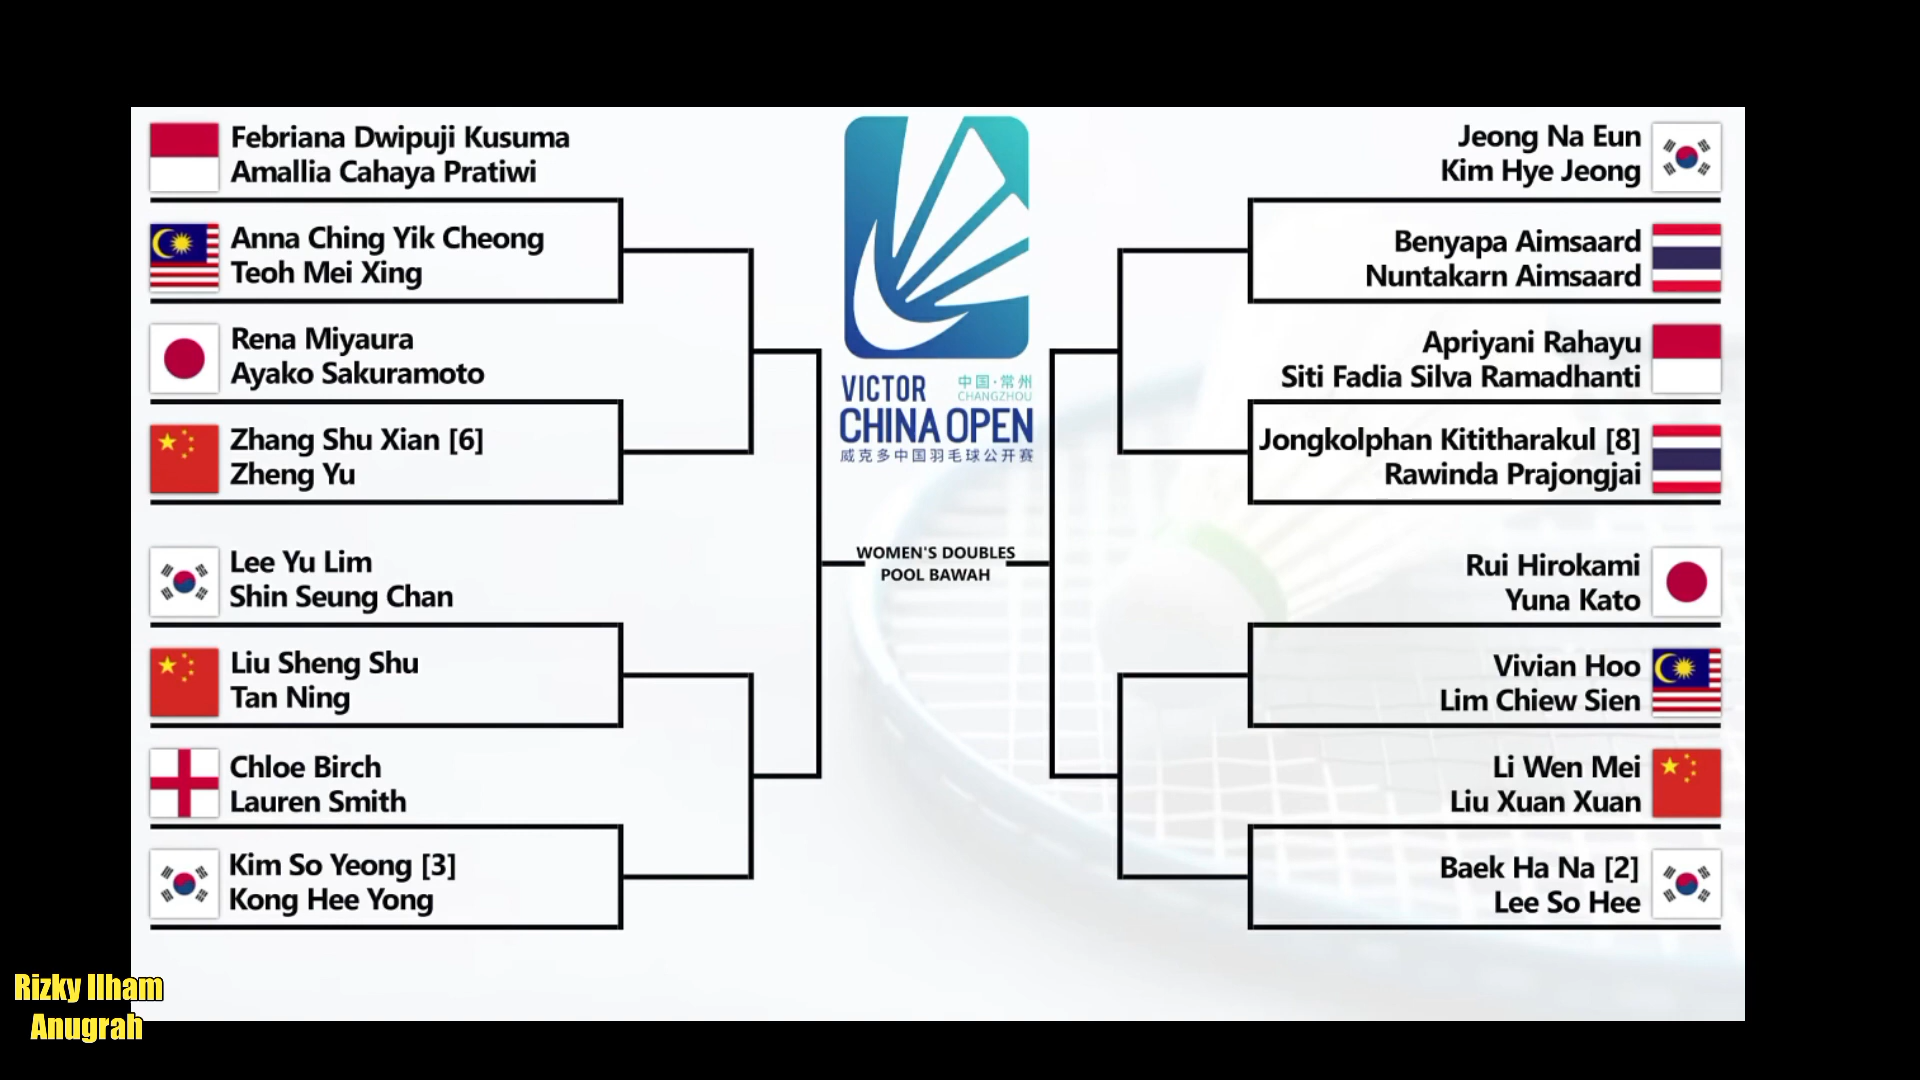 Febriana Dwipuji Kusuma
Amallia Cahaya Pratiwi
Anna Ching Yik Cheong
Teoh Mei Xing
Rena Miyaura
Ayako Sakuramoto
Zhang Shu Xian [6]
Zheng Yu
Lee Yu Lim
Shin Seung Chan
Liu Sheng Shu
Tan Ning
Chloe Birch
Lauren Smith
Kim So Yeong [3]
Kong Hee Yong
VICTOR
中国·常州
CHANGZHOU
CHINA OPEN
威克多中国羽毛球公开赛
WOMEN'S DOUBLES
POOL BAWAH
Jeong Na Eun
Kim Hye Jeong
Benyapa Aimsaard
Nuntakarn Aimsaard
Apriyani Rahayu
Siti Fadia Silva Ramadhanti
Jongkolphan Kititharakul [8]
Rawinda Prajongjai
Rui Hirokami
Yuna Kato
Vivian Hoo
Lim Chiew Sien
Li Wen Mei
Liu Xuan Xuan
Baek Ha Na [2]
Lee So Hee
Rizky Ilham
Anugrah